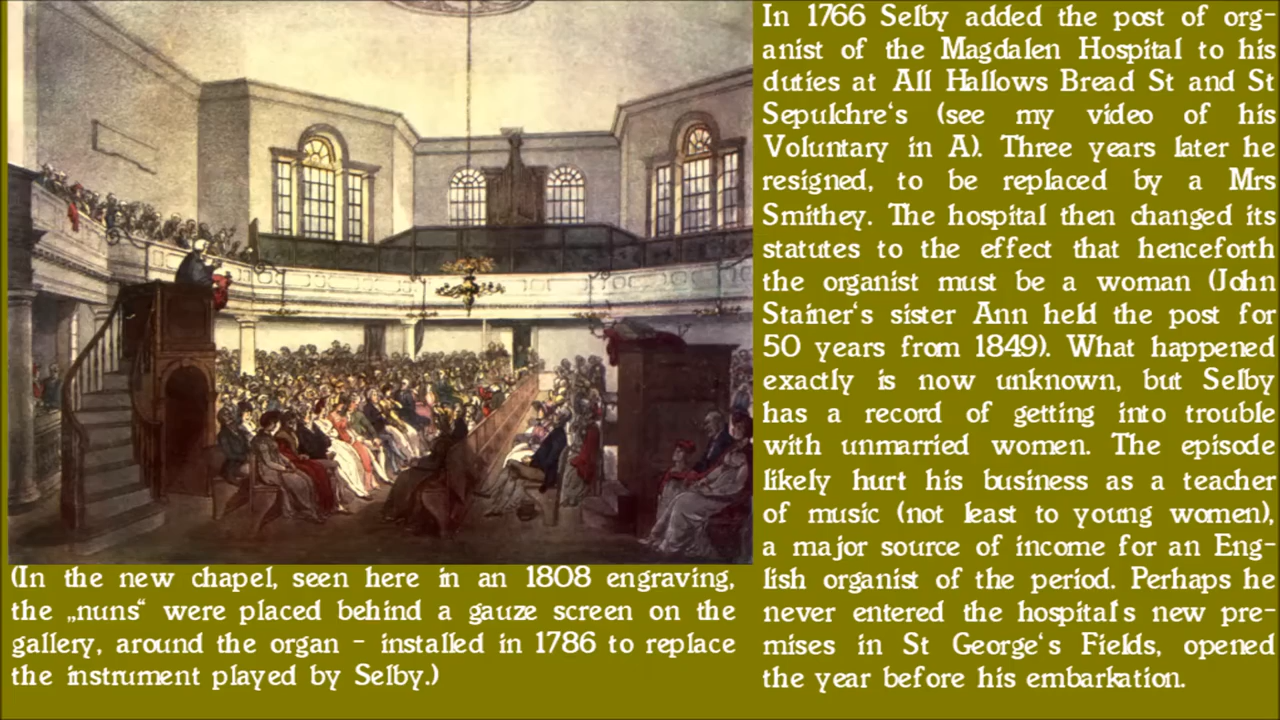 In 1766 Selby added the post of org-
anist of the Magdalen Hospital to his
duties at All Hallows Bread St and St
Sepulchre‘s (see my video of his
Voluntary in A). Three years later he
resigned, to be replaced by a Mrs
Smithey. The hospital then changed its
statutes to the effect that henceforth
the organist must be a woman (John
Stainer‘s sister Ann held the post for
50 years from 1849). What happened
exactly is now unknown, but Selby
has a record of getting into trouble
with unmarried women. The episode
likely hurt his business as a teacher
of music (not least to young women),
a major source of income for an Eng-
lish organist of the period. Perhaps he
never entered the hospital's new pre-
mises in St George‘s Fields, opened
the year before his embarkation.
(In the new chapel, seen here in an 1808 engraving,
the „nuns“ were placed behind a gauze screen on the
gallery, around the organ - installed in 1786 to replace
the instrument played by Selby.)